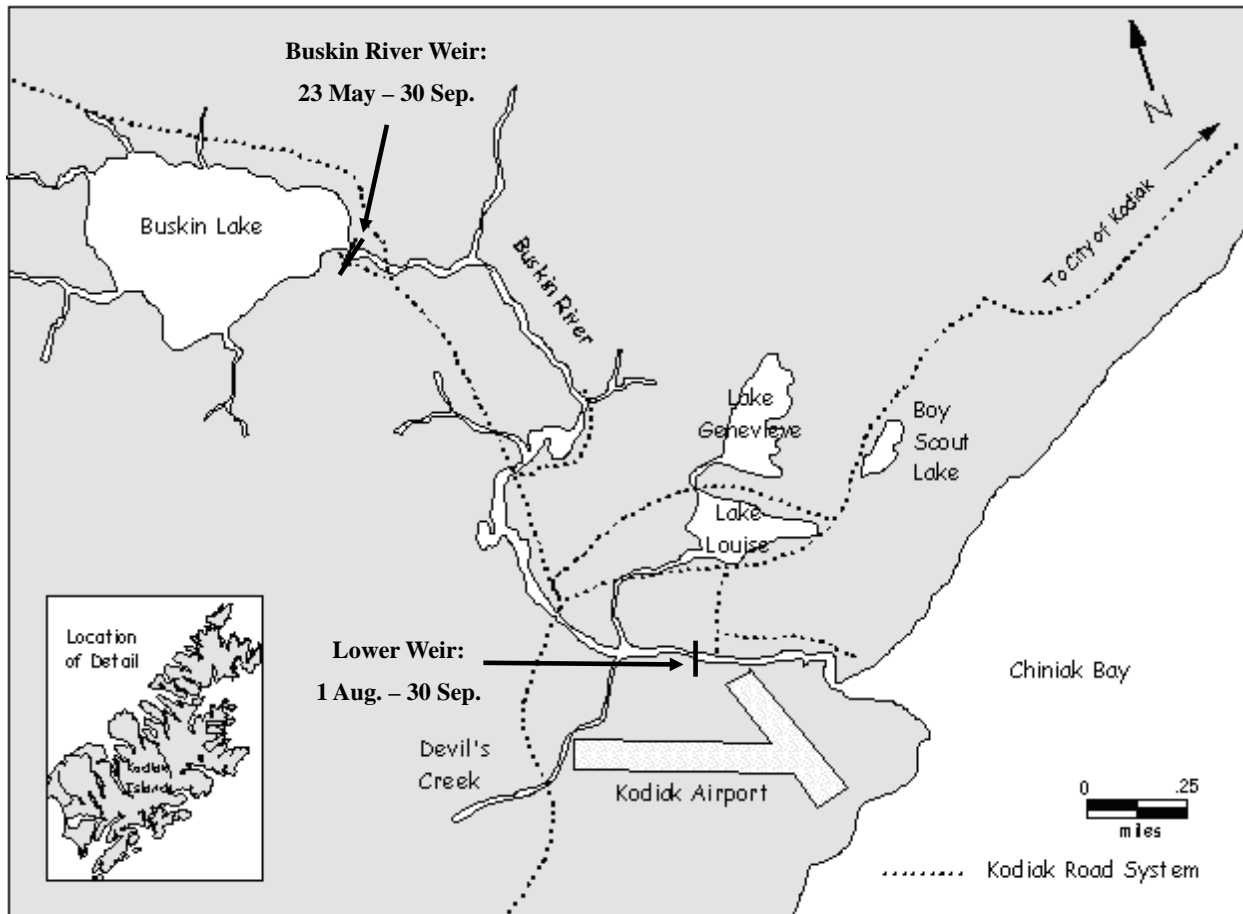 Buskin River Weir:
23 May – 30 Sep.
N
To City of Kodiak
Buskin Lake
Buskin River
Lake
Genevieve
Boy
Scout
Lake
Lake
Louise
Location
of Detail
Kodiak
Islands
Lower Weir:
1 Aug. – 30 Sep.
Chiniak Bay
Devil's
Creek
Kodiak Airport
0 .25
miles
Kodiak Road System